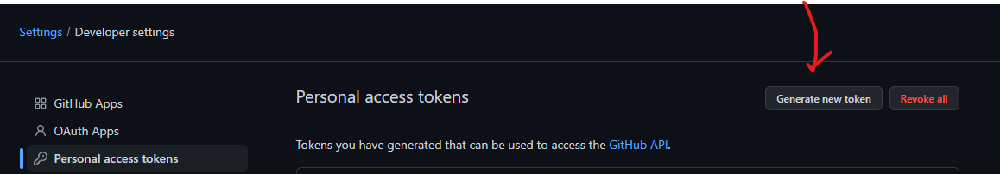 Settings / Developer settings
GitHub Apps
OAuth Apps
Personal access tokens
Personal access tokens
Generate new token
Revoke all
Tokens you have generated that can be used to access the GitHub API.